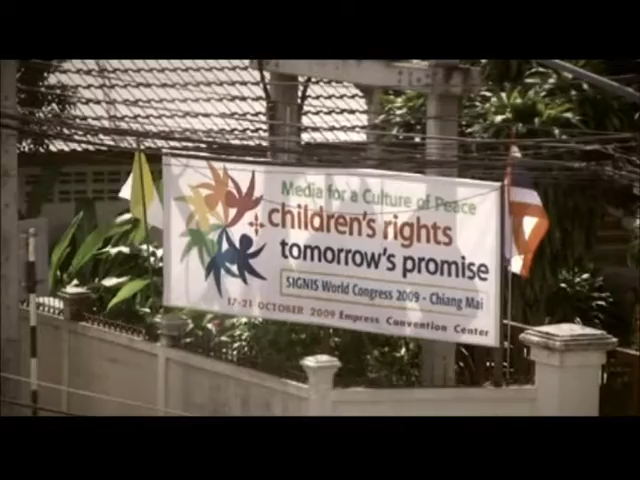 Media for a Culture of Peace
children's rights
tomorrow's promise
SIGNIS World Congress 2009 - Chiang Mai
17-21 OCTOBER 2009 Empress Convention Center